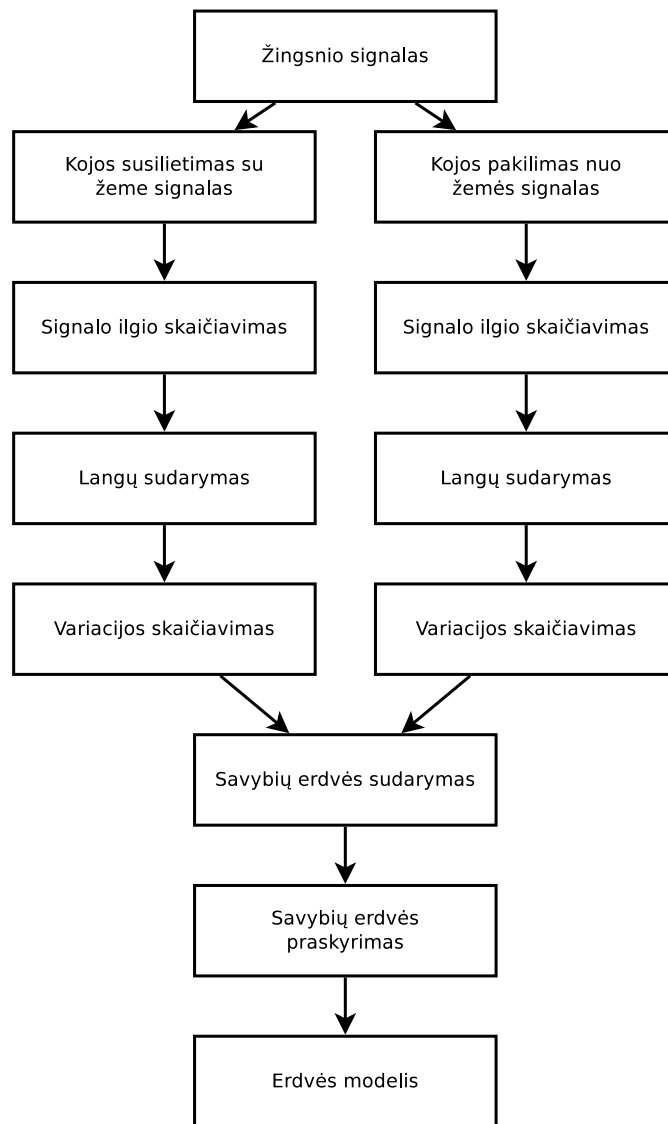 Žingsnio signalas
Kojos susilietimas su
žeme signalas
Kojos pakilimas nuo
žemės signalas
Signalo ilgio skaičiavimas
Signalo ilgio skaičiavimas
Langų sudarymas
Langų sudarymas
Variacijos skaičiavimas
Variacijos skaičiavimas
Savybių erdvės sudarymas
Savybių erdvės
praskyrimas
Erdvės modelis